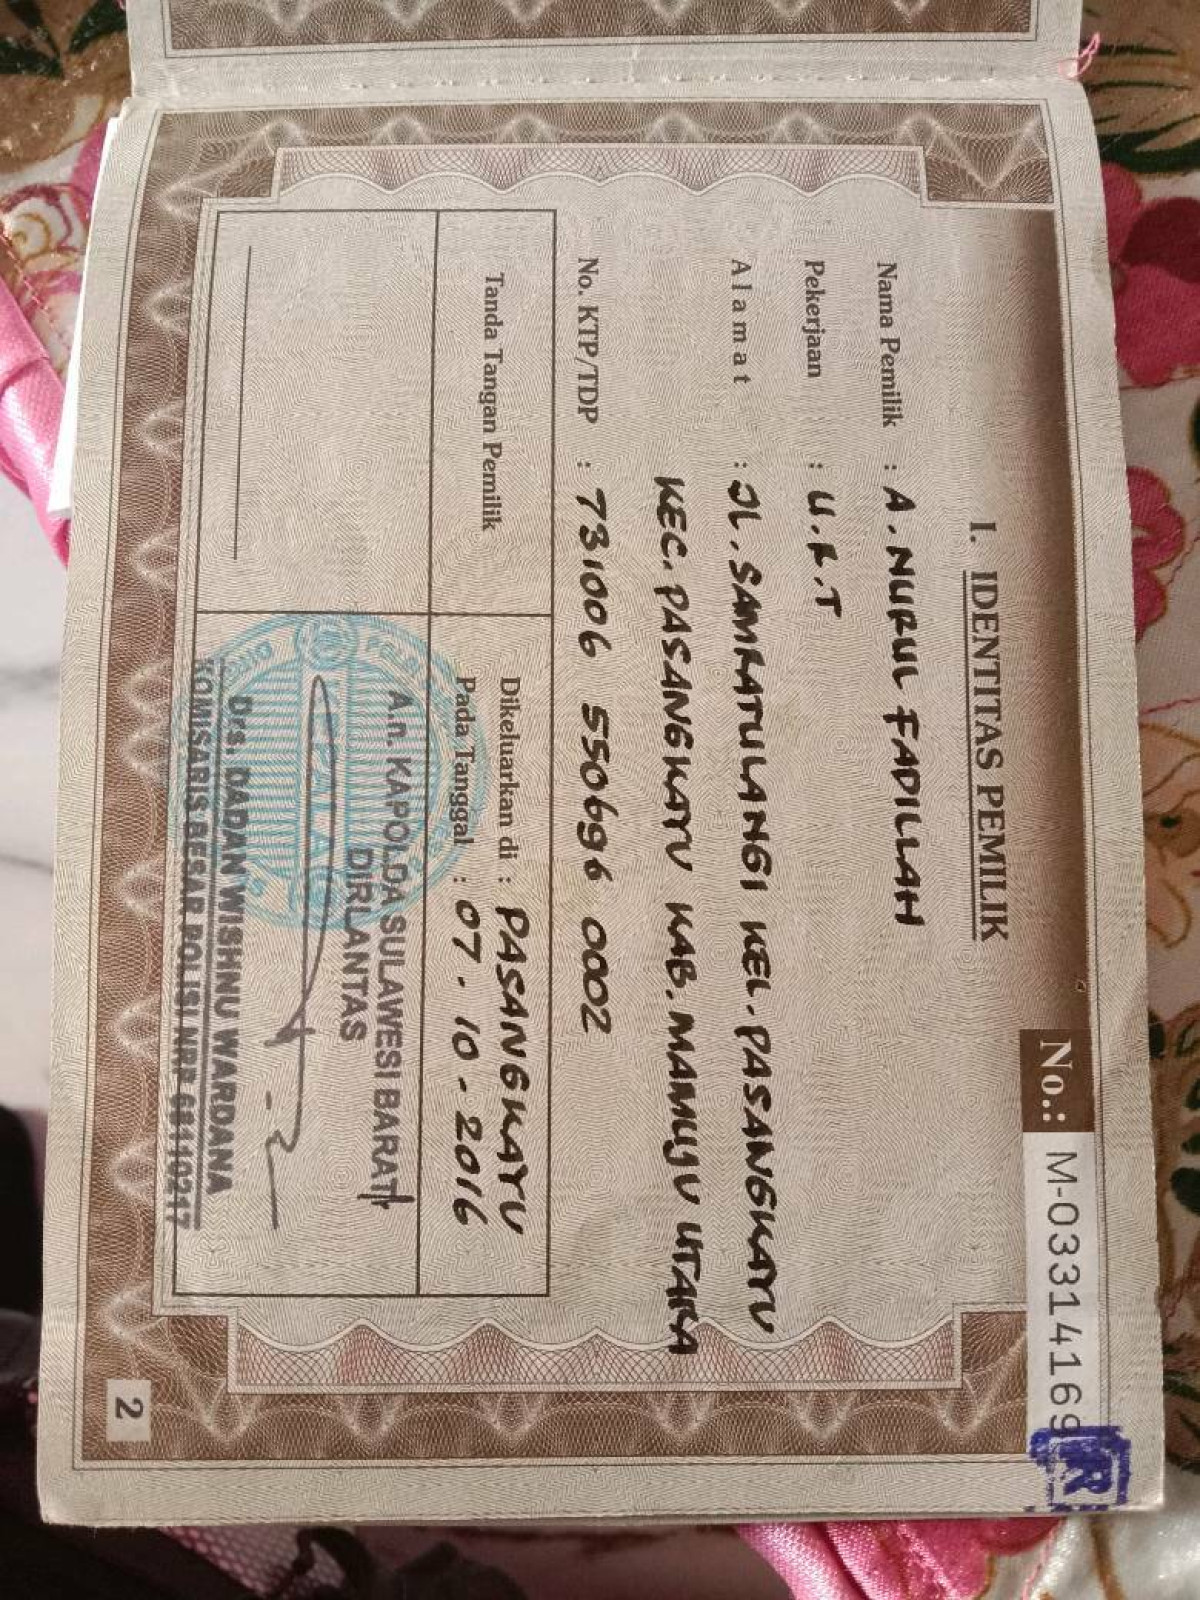 No.: M-03314169
R
I. IDENTITAS PEMILIK
Nama Pemilik : A. NURUL FADILLAH
Pekerjaan : U.R.T
Alamat : JL. SAMRATULANGI KEL. PASANGKAYU
KEC. PASANGKAYU KAB. MAMUJU UTARA
No. KTP/TDP : 731006 550696 0002
Tanda Tangan Pemilik
Dikeluarkan di : PASANGKAYU
Pada Tanggal : 07-10-2016
A.n. KAPOLDA SULAWESI BARAT
DIRLANTAS
Drs. DADAN WISHNU WARDANA
KOMISARIS BESAR POLISI NRP 68110217
2